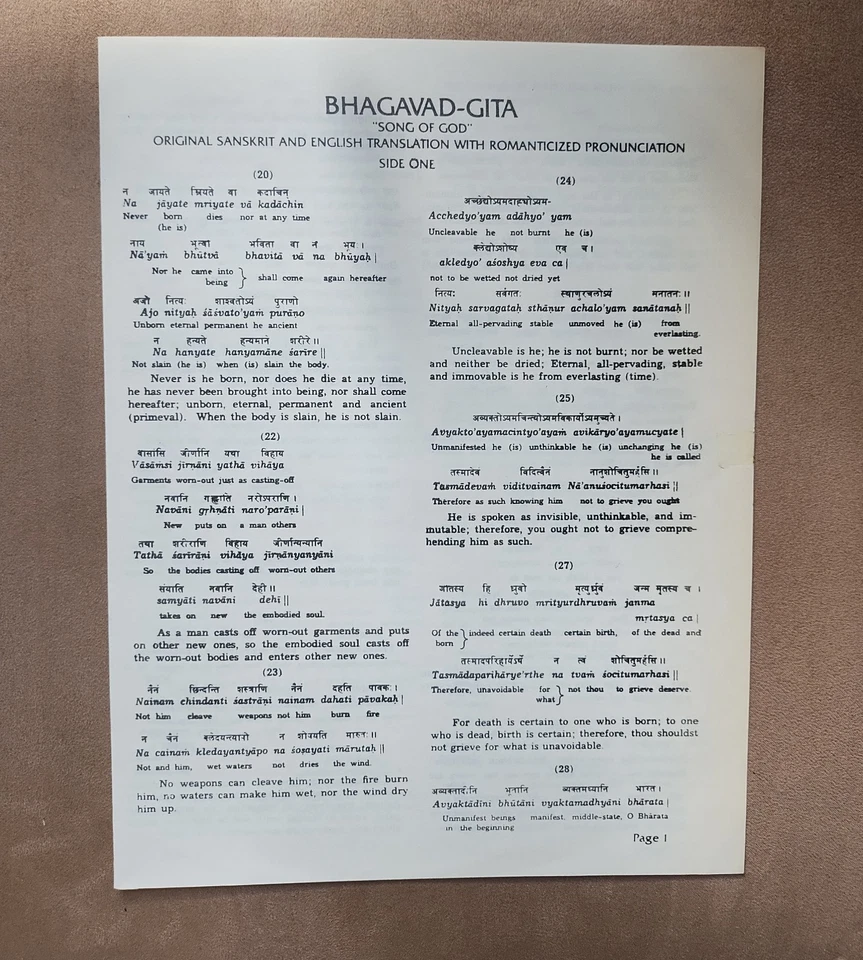 BHAGAVAD-GITA
"SONG OF GOD"
ORIGINAL SANSKRIT AND ENGLISH TRANSLATION WITH ROMANTICIZED PRONUNCIATION
SIDE ONE
(20)
न जायते म्रियते वा कदाचिन्
Na jāyate mriyate vā kadāchin
Never born dies nor at any time
(he is)
नाय भूत्वा भविता वा न भूयः ।
Nā'yaṁ bhūtvā bhavitā vā na bhūyaḥ |
Nor he came into being } shall come again hereafter
अजो नित्यः शाश्वतोऽयं पुराणो
Ajo nityaḥ śāśvato'yaṁ purāṇo
Unborn eternal permanent he ancient
न हन्यते हन्यमाने शरीरे ॥
Na hanyate hanyamāne śarīre ||
Not slain (he is) when (is) slain the body.
Never is he born, nor does he die at any time,
he has never been brought into being, nor shall come
hereafter; unborn, eternal, permanent and ancient
(primeval). When the body is slain, he is not slain.
(22)
वासांसि जीर्णानि यथा विहाय
Vāsāmsi jīrṇāni yathā vihāya
Garments worn-out just as casting-off
नवानि गृह्णाति नरोऽपराणि ।
Navāni gṛhṇāti naro'parāṇi |
New puts on a man others
तथा शरीराणि विहाय जीर्णान्यन्यानि
Tathā śarīrāṇi vihāya jīrṇānyanyāni
So the bodies casting off worn-out others
संयाति नवानि देही ॥
samyāti navāni dehī ||
takes on new the embodied soul.
As a man casts off worn-out garments and puts
on other new ones, so the embodied soul casts off
the worn-out bodies and enters other new ones.
(23)
नैनं छिन्दन्ति शस्त्राणि नैनं दहति पावकः ।
Nainam chindanti śastrāṇi nainam dahati pāvakaḥ |
Not him cleave weapons not him burn fire
न चैनं क्लेदयन्त्यापो न शोषयति मारुतः ॥
Na cainaṁ kledayantyāpo na śoṣayati mārutaḥ ||
Not and him, wet waters not dries the wind.
No weapons can cleave him; nor the fire burn
him, no waters can make him wet, nor the wind dry
him up.
(24)
अच्छेद्योऽयमदाह्योऽयम-
Acchedyo'yam adāhyo' yam
Uncleavable he not burnt he (is)
क्लेद्योऽशोष्य एव च ।
akledyo' aśoshya eva ca |
not to be wetted not dried yet
नित्यः सर्वगतः स्थाणुरचलोऽयं सनातनः ॥
Nityaḥ sarvagataḥ sthāṇur achalo'yam sanātanaḥ ||
Eternal all-pervading stable unmoved he (is) from
everlasting.
Uncleavable is he; he is not burnt; nor be wetted
and neither be dried; Eternal, all-pervading, stable
and immovable is he from everlasting (time).
(25)
अव्यक्तोऽयमचिन्त्योऽयमविकार्योऽयमुच्यते ।
Avyakto'ayamacintyo'ayaṁ avikāryo'ayamucyate |
Unmanifested he (is) unthinkable he (is) unchanging he (is)
he is called
तस्मादेव विदित्वैनं नानुशोचितुमर्हसि ॥
Tasmādevaṁ viditvainam Nā'anuśocitumarhasi ||
Therefore as such knowing him not to grieve you ought
He is spoken as invisible, unthinkable, and im-
mutable; therefore, you ought not to grieve compre-
hending him as such.
(27)
जातस्य हि ध्रुवो मृत्युर्ध्रुवं जन्म मृतस्य च ।
Jātasya hi dhruvo mrityurdhruvaṁ janma
mṛtasya ca |
Of the born } indeed certain death certain birth, of the dead and
तस्मादपरिहार्येऽर्थे न त्वं शोचितुमर्हसि ॥
Tasmādaparihārye'rthe na tvaṁ śocitumarhasi ||
Therefore, unavoidable for what } not thou to grieve deserve.
For death is certain to one who is born; to one
who is dead, birth is certain; therefore, thou shouldst
not grieve for what is unavoidable.
(28)
अव्यक्तादीनि भूतानि व्यक्तमध्यानि भारत ।
Avyaktādīni bhūtāni vyaktamadhyāni bhārata |
Unmanifest beings manifest, middle-state, O Bhārata
in the beginning
Page 1